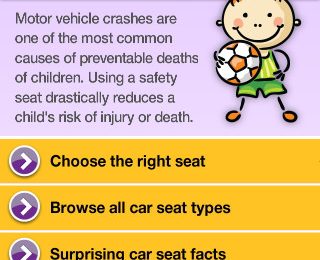 Motor vehicle crashes are
one of the most common
causes of preventable deaths
of children. Using a safety
seat drastically reduces a
child's risk of injury or death.
Choose the right seat
Browse all car seat types
Surprising car seat facts